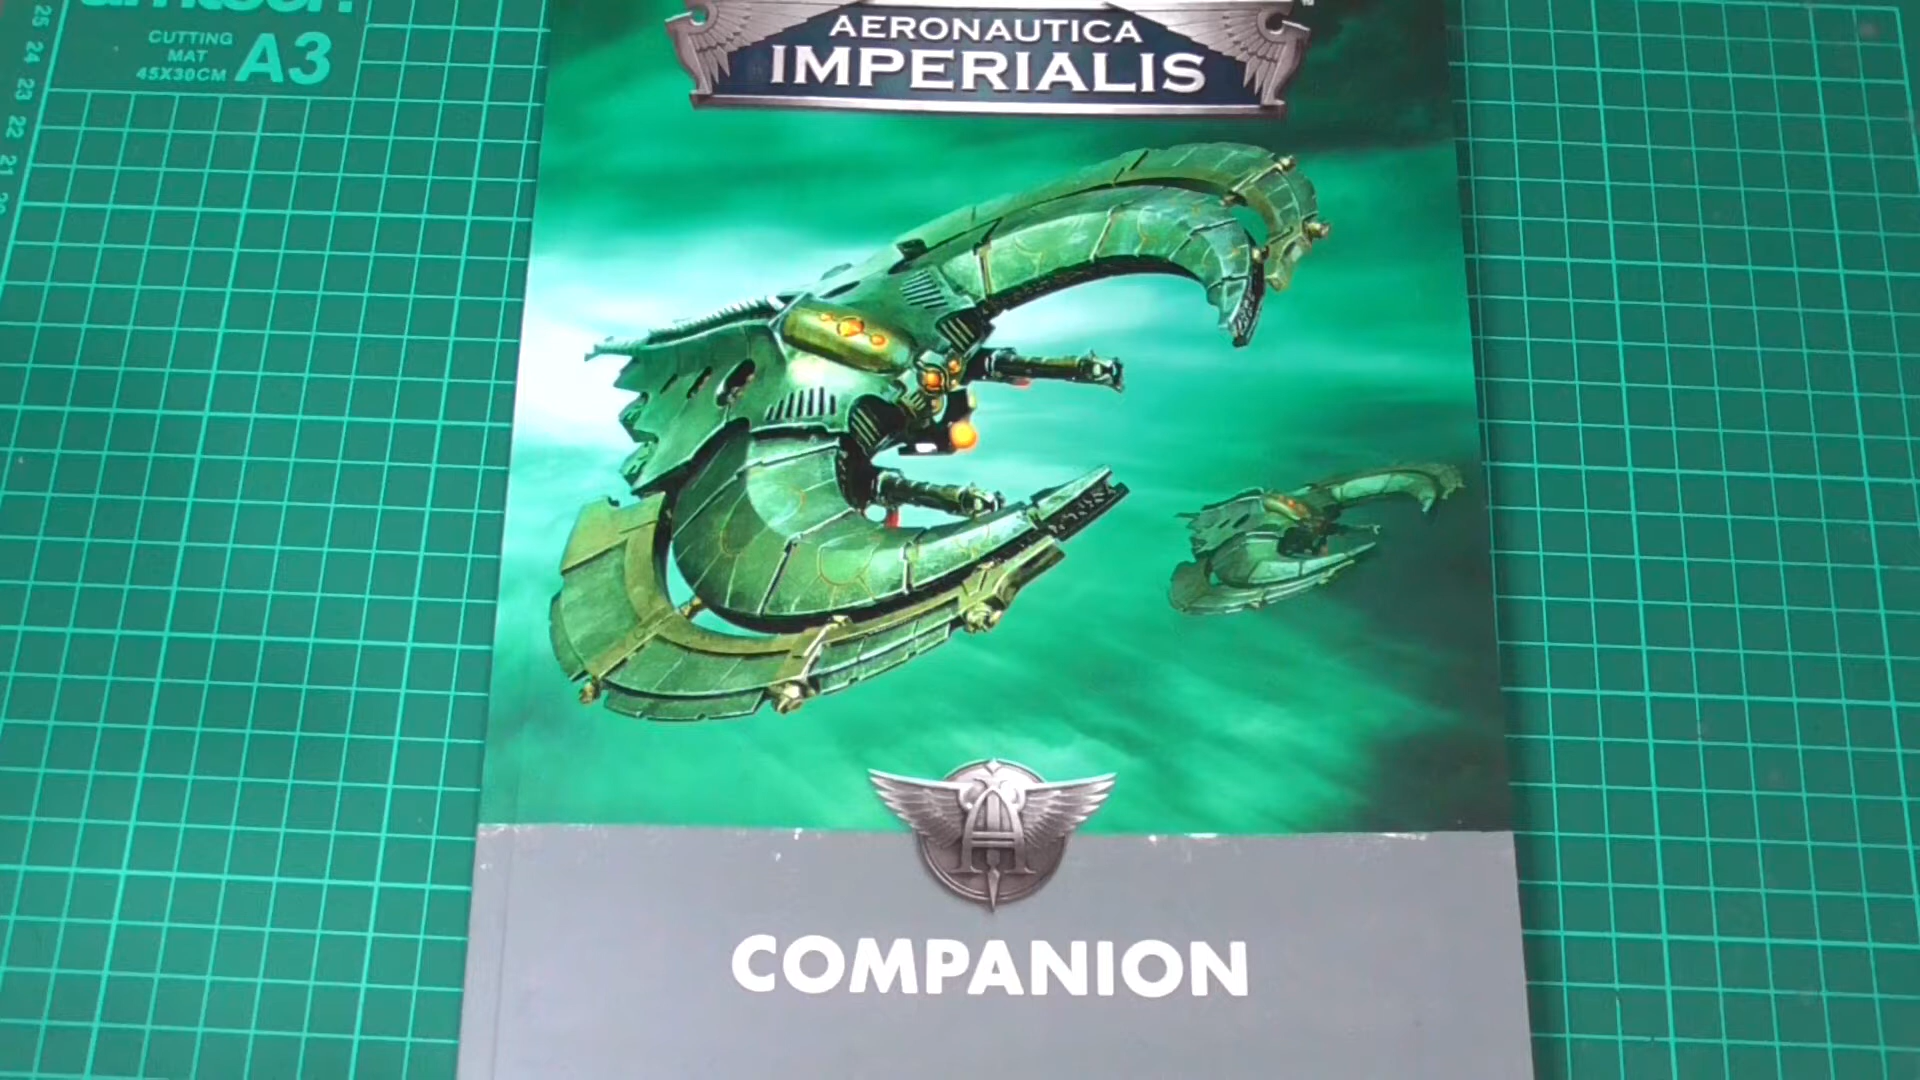 CUTTING
MAT
45X30CM
A3
25
24
23
22
21
AERONAUTICA
IMPERIALIS
COMPANION